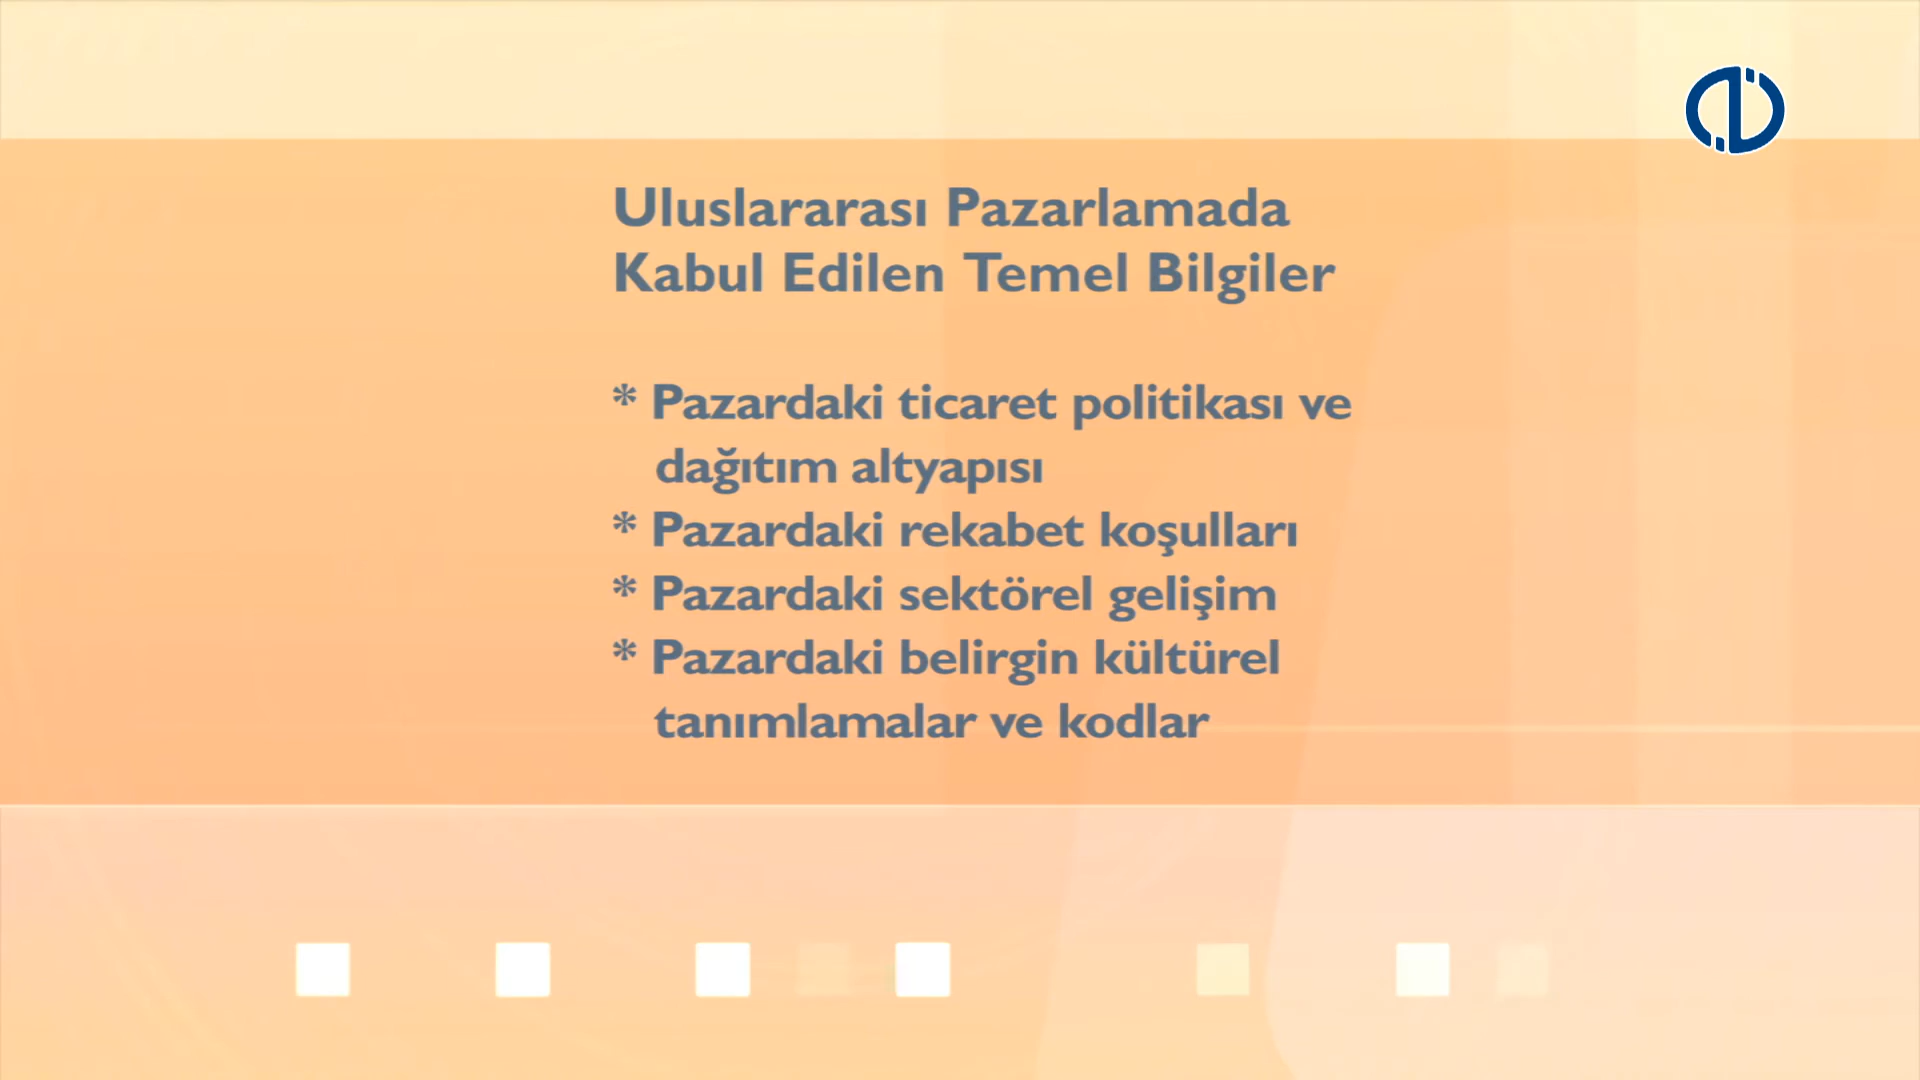 Uluslararası Pazarlamada
Kabul Edilen Temel Bilgiler
* Pazardaki ticaret politikası ve
dağıtım altyapısı
* Pazardaki rekabet koşulları
* Pazardaki sektörel gelişim
* Pazardaki belirgin kültürel
tanımlamalar ve kodlar